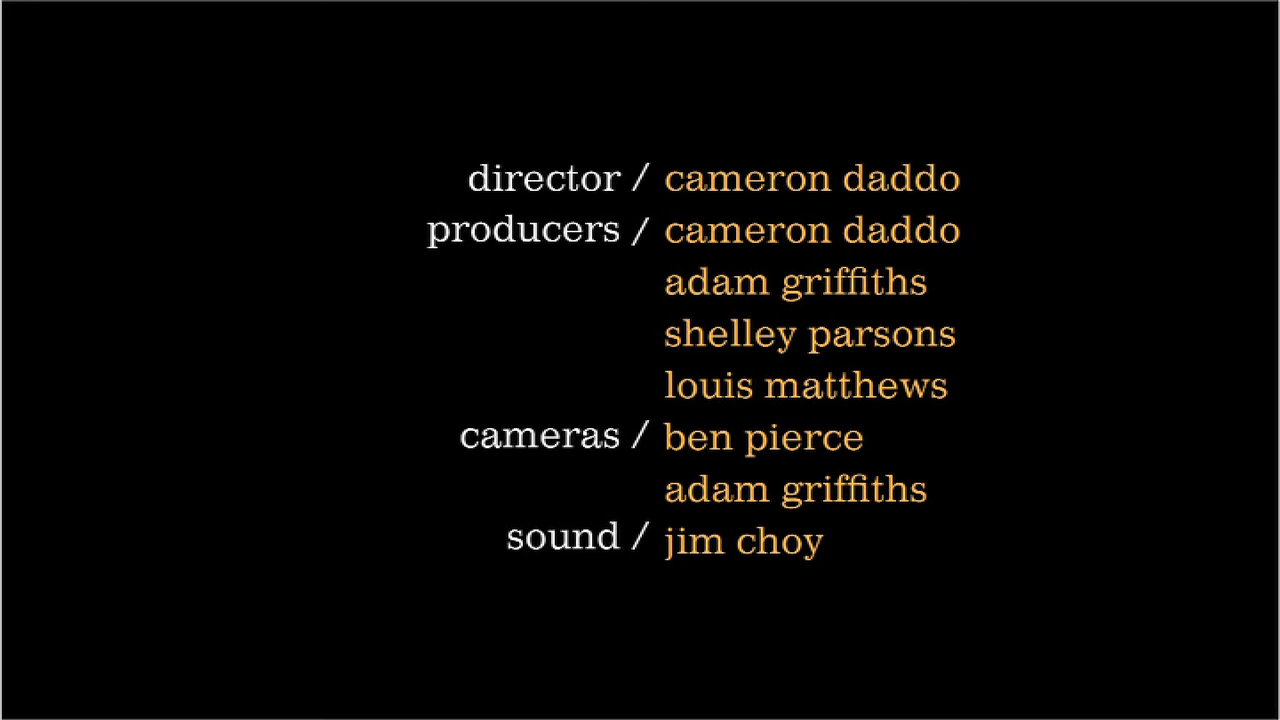 director / cameron daddo
producers / cameron daddo
adam griffiths
shelley parsons
louis matthews
cameras / ben pierce
adam griffiths
sound / jim choy